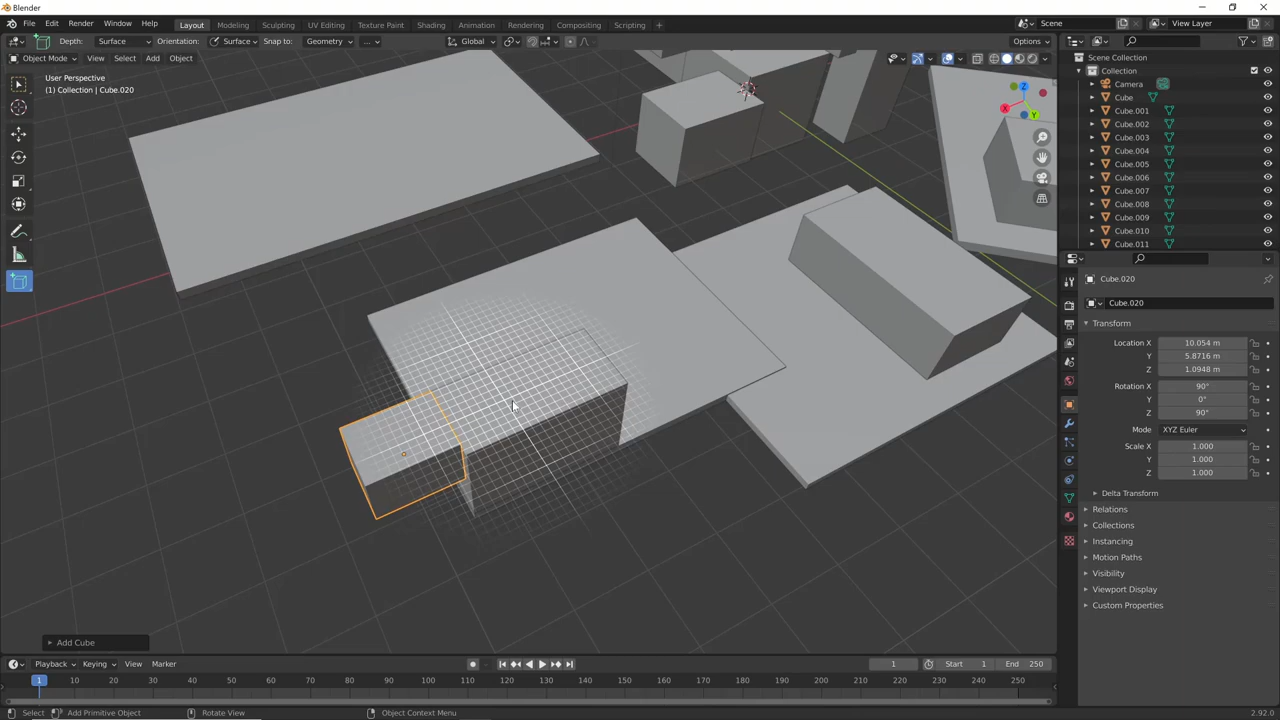 Blender
File Edit Render Window Help Layout Modeling Sculpting UV Editing Texture Paint Shading Animation Rendering Compositing Scripting + Scene View Layer
Depth: Surface Orientation: Surface Snap to: Geometry ... Global Options
Object Mode View Select Add Object
User Perspective
(1) Collection | Cube.020
X Y Z
Scene Collection
Collection
Camera
Cube
Cube.001
Cube.002
Cube.003
Cube.004
Cube.005
Cube.006
Cube.007
Cube.008
Cube.009
Cube.010
Cube.011
Cube.020
Cube.020
Transform
Location X 10.054 m
Y 5.8716 m
Z 1.0948 m
Rotation X 90°
Y 0°
Z 90°
Mode XYZ Euler
Scale X 1.000
Y 1.000
Z 1.000
Delta Transform
Relations
Collections
Instancing
Motion Paths
Visibility
Viewport Display
Custom Properties
Add Cube
Playback Keying View Marker 1 Start 1 End 250
1 10 20 30 40 50 60 70 80 90 100 110 120 130 140 150 160 170 180 190 200 210 220 230 240 250
Select Add Primitive Object Rotate View Object Context Menu 2.92.0